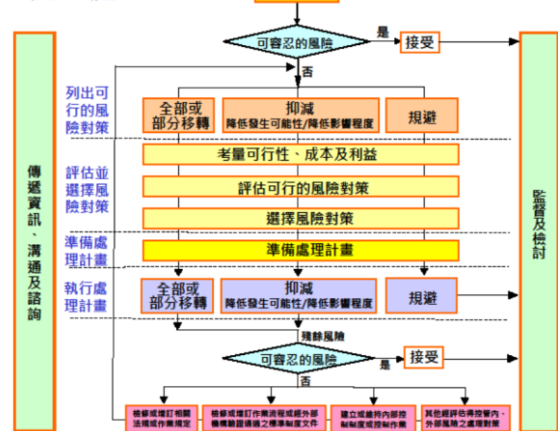 可容忍的風險
是
接受
否
列出可
行的風
險對策
全部或
部分移轉
抑減
降低發生可能性/降低影響程度
規避
考量可行性、成本及利益
評估並
選擇風
險對策
評估可行的風險對策
選擇風險對策
準備處
理計畫
準備處理計畫
執行處
理計畫
全部或
部分移轉
抑減
降低發生可能性/降低影響程度
規避
殘餘風險
可容忍的風險
是
接受
否
檢修或增訂相關
法規或作業規定
檢修或增訂作業流程或經外部
機構驗證通過之標準制度文件
建立或維持內部控
制制度或控制作業
其他經評估得控管內、
外部風險之處理對策
傳遞資訊、溝通及諮詢
監督及檢討